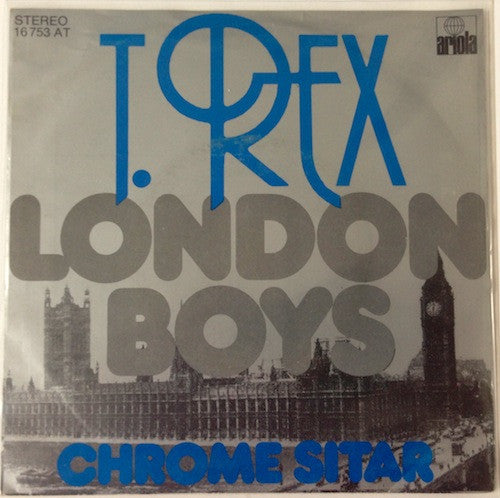 STEREO
16 753 AT
ariola
T. REX
LONDON
BOYS
CHROME SITAR